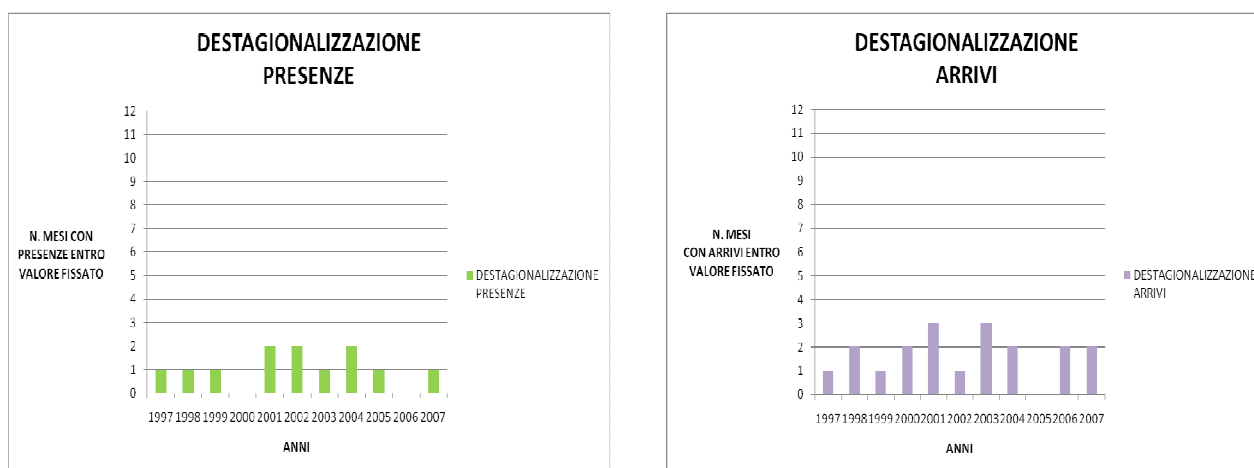 DESTAGIONALIZZAZIONE
PRESENZE
12
11
10
9
8
7
6
5
4
3
2
1
0
N. MESI CON
PRESENZE ENTRO
VALORE FISSATO
DESTAGIONALIZZAZIONE
PRESENZE
1997 1998 1999 2000 2001 2002 2003 2004 2005 2006 2007
ANNI
DESTAGIONALIZZAZIONE
ARRIVI
12
11
10
9
8
7
6
5
4
3
2
1
0
N. MESI
CON ARRIVI ENTRO
VALORE FISSATO
DESTAGIONALIZZAZIONE
ARRIVI
1997 1998 1999 2000 2001 2002 2003 2004 2005 2006 2007
ANNI